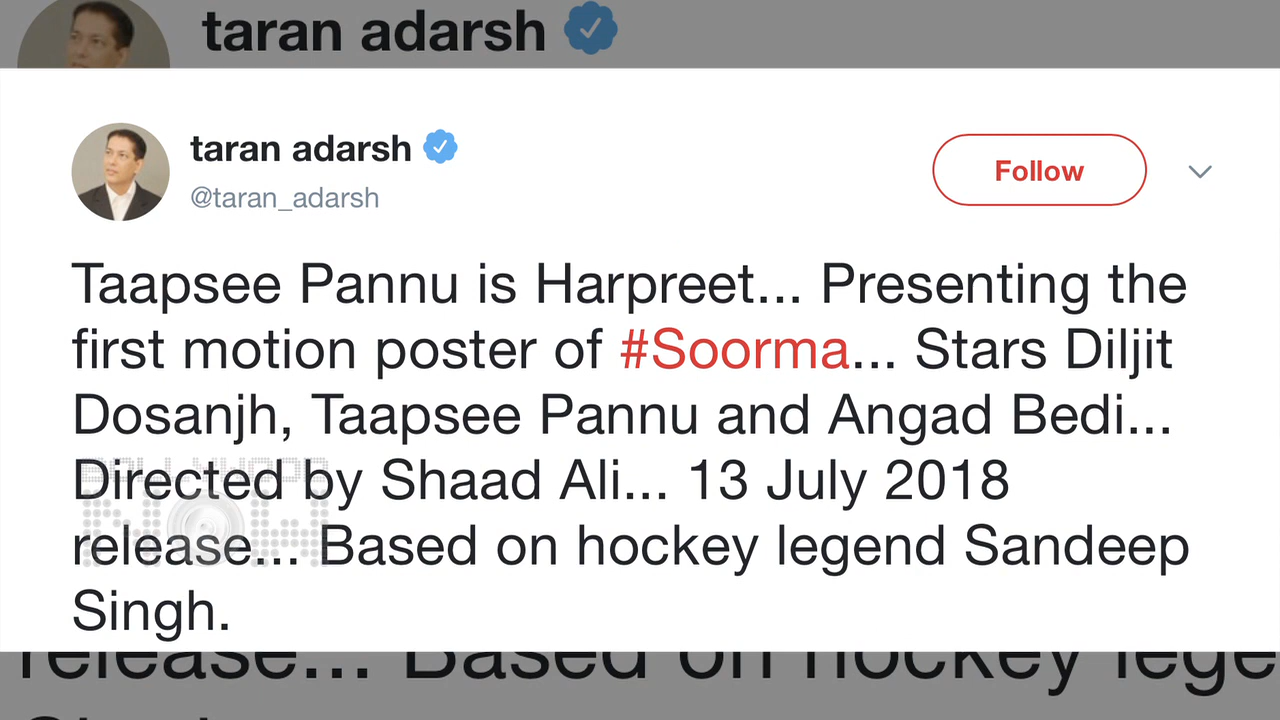 taran adarsh
taran adarsh
@taran_adarsh
Follow
Taapsee Pannu is Harpreet... Presenting the
first motion poster of #Soorma... Stars Diljit
Dosanjh, Taapsee Pannu and Angad Bedi...
Directed by Shaad Ali... 13 July 2018
release... Based on hockey legend Sandeep
Singh.
BOLLYWOOD
NOW
release... Based on hockey lege